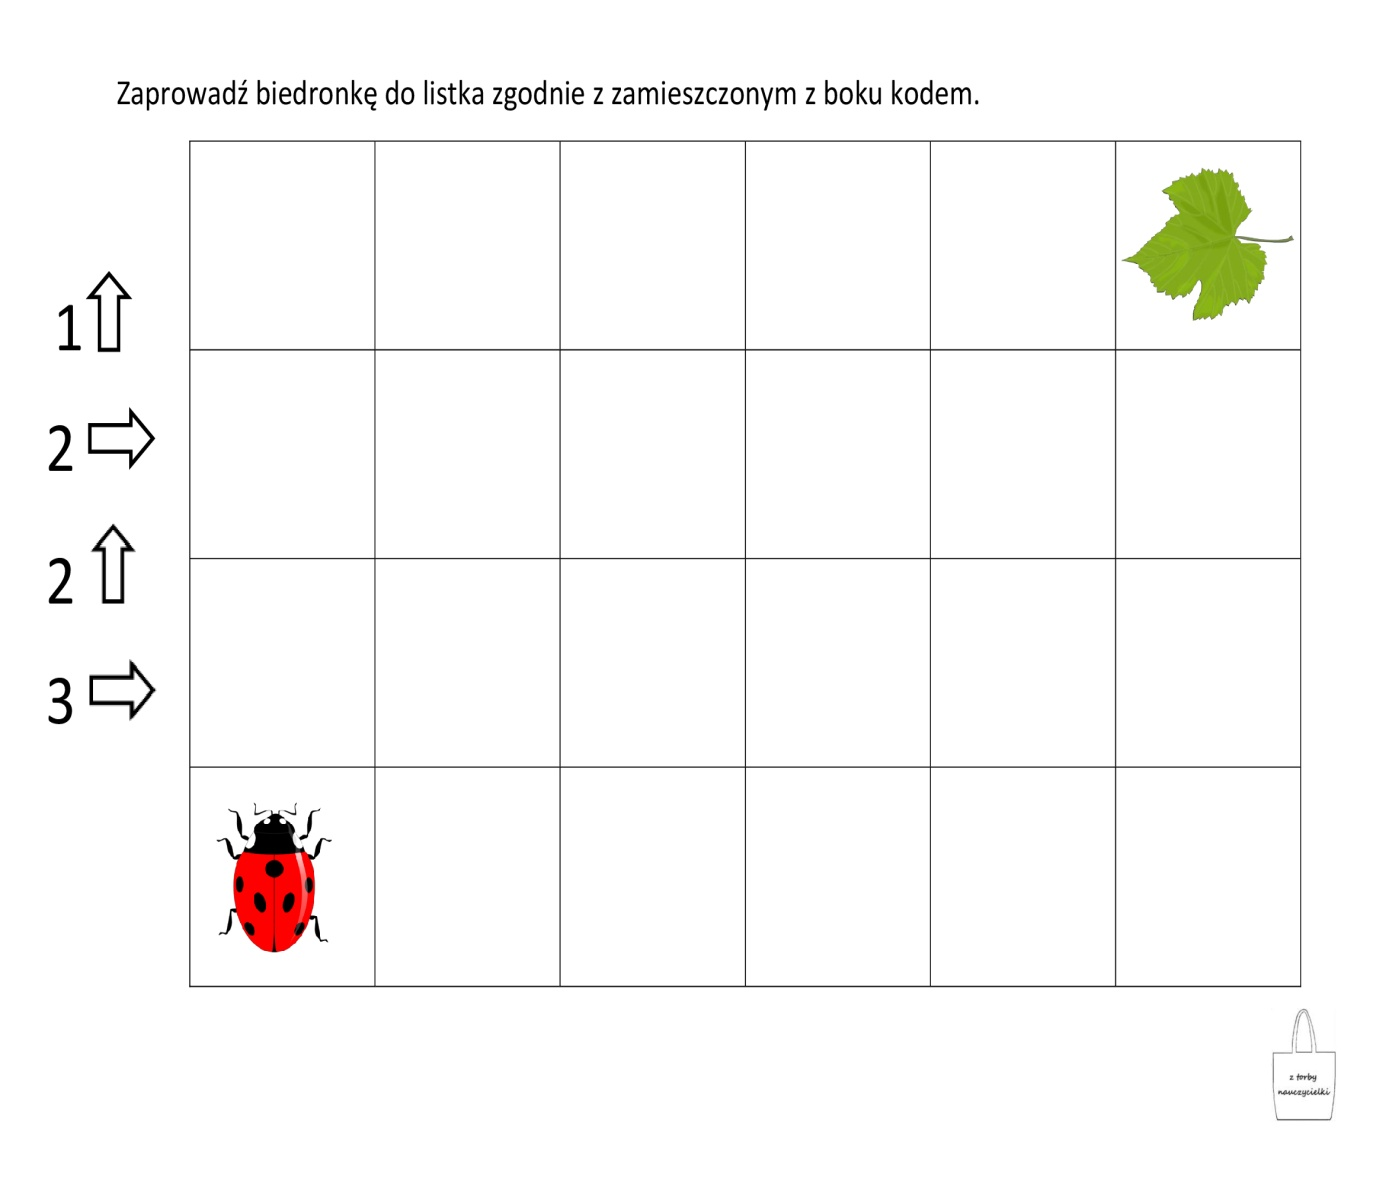 Zaprowadź biedronkę do listka zgodnie z zamieszczonym z boku kodem.
1
2
2
3
z torby
nauczycielki